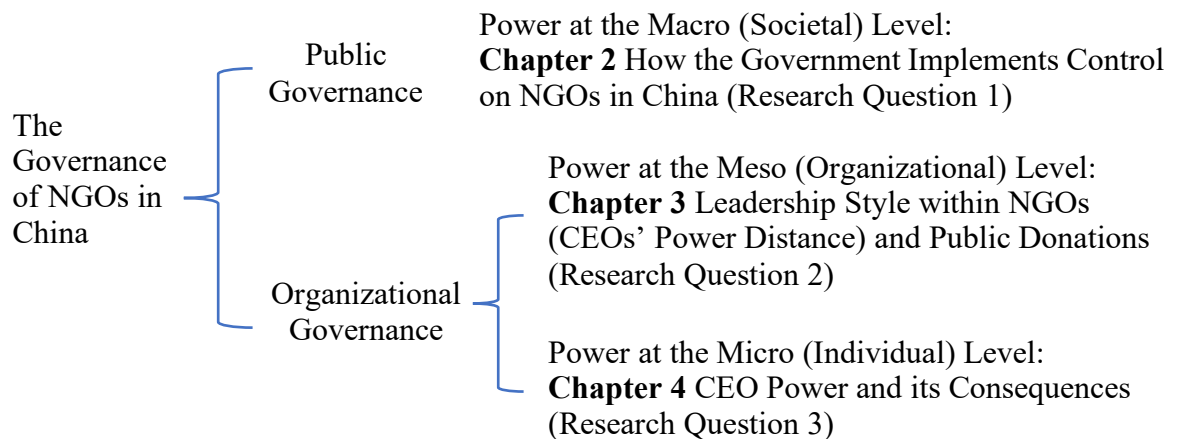 The
Governance
of NGOs in
China
Public
Governance
Power at the Macro (Societal) Level:
Chapter 2 How the Government Implements Control
on NGOs in China (Research Question 1)
Organizational
Governance
Power at the Meso (Organizational) Level:
Chapter 3 Leadership Style within NGOs
(CEOs’ Power Distance) and Public Donations
(Research Question 2)
Power at the Micro (Individual) Level:
Chapter 4 CEO Power and its Consequences
(Research Question 3)